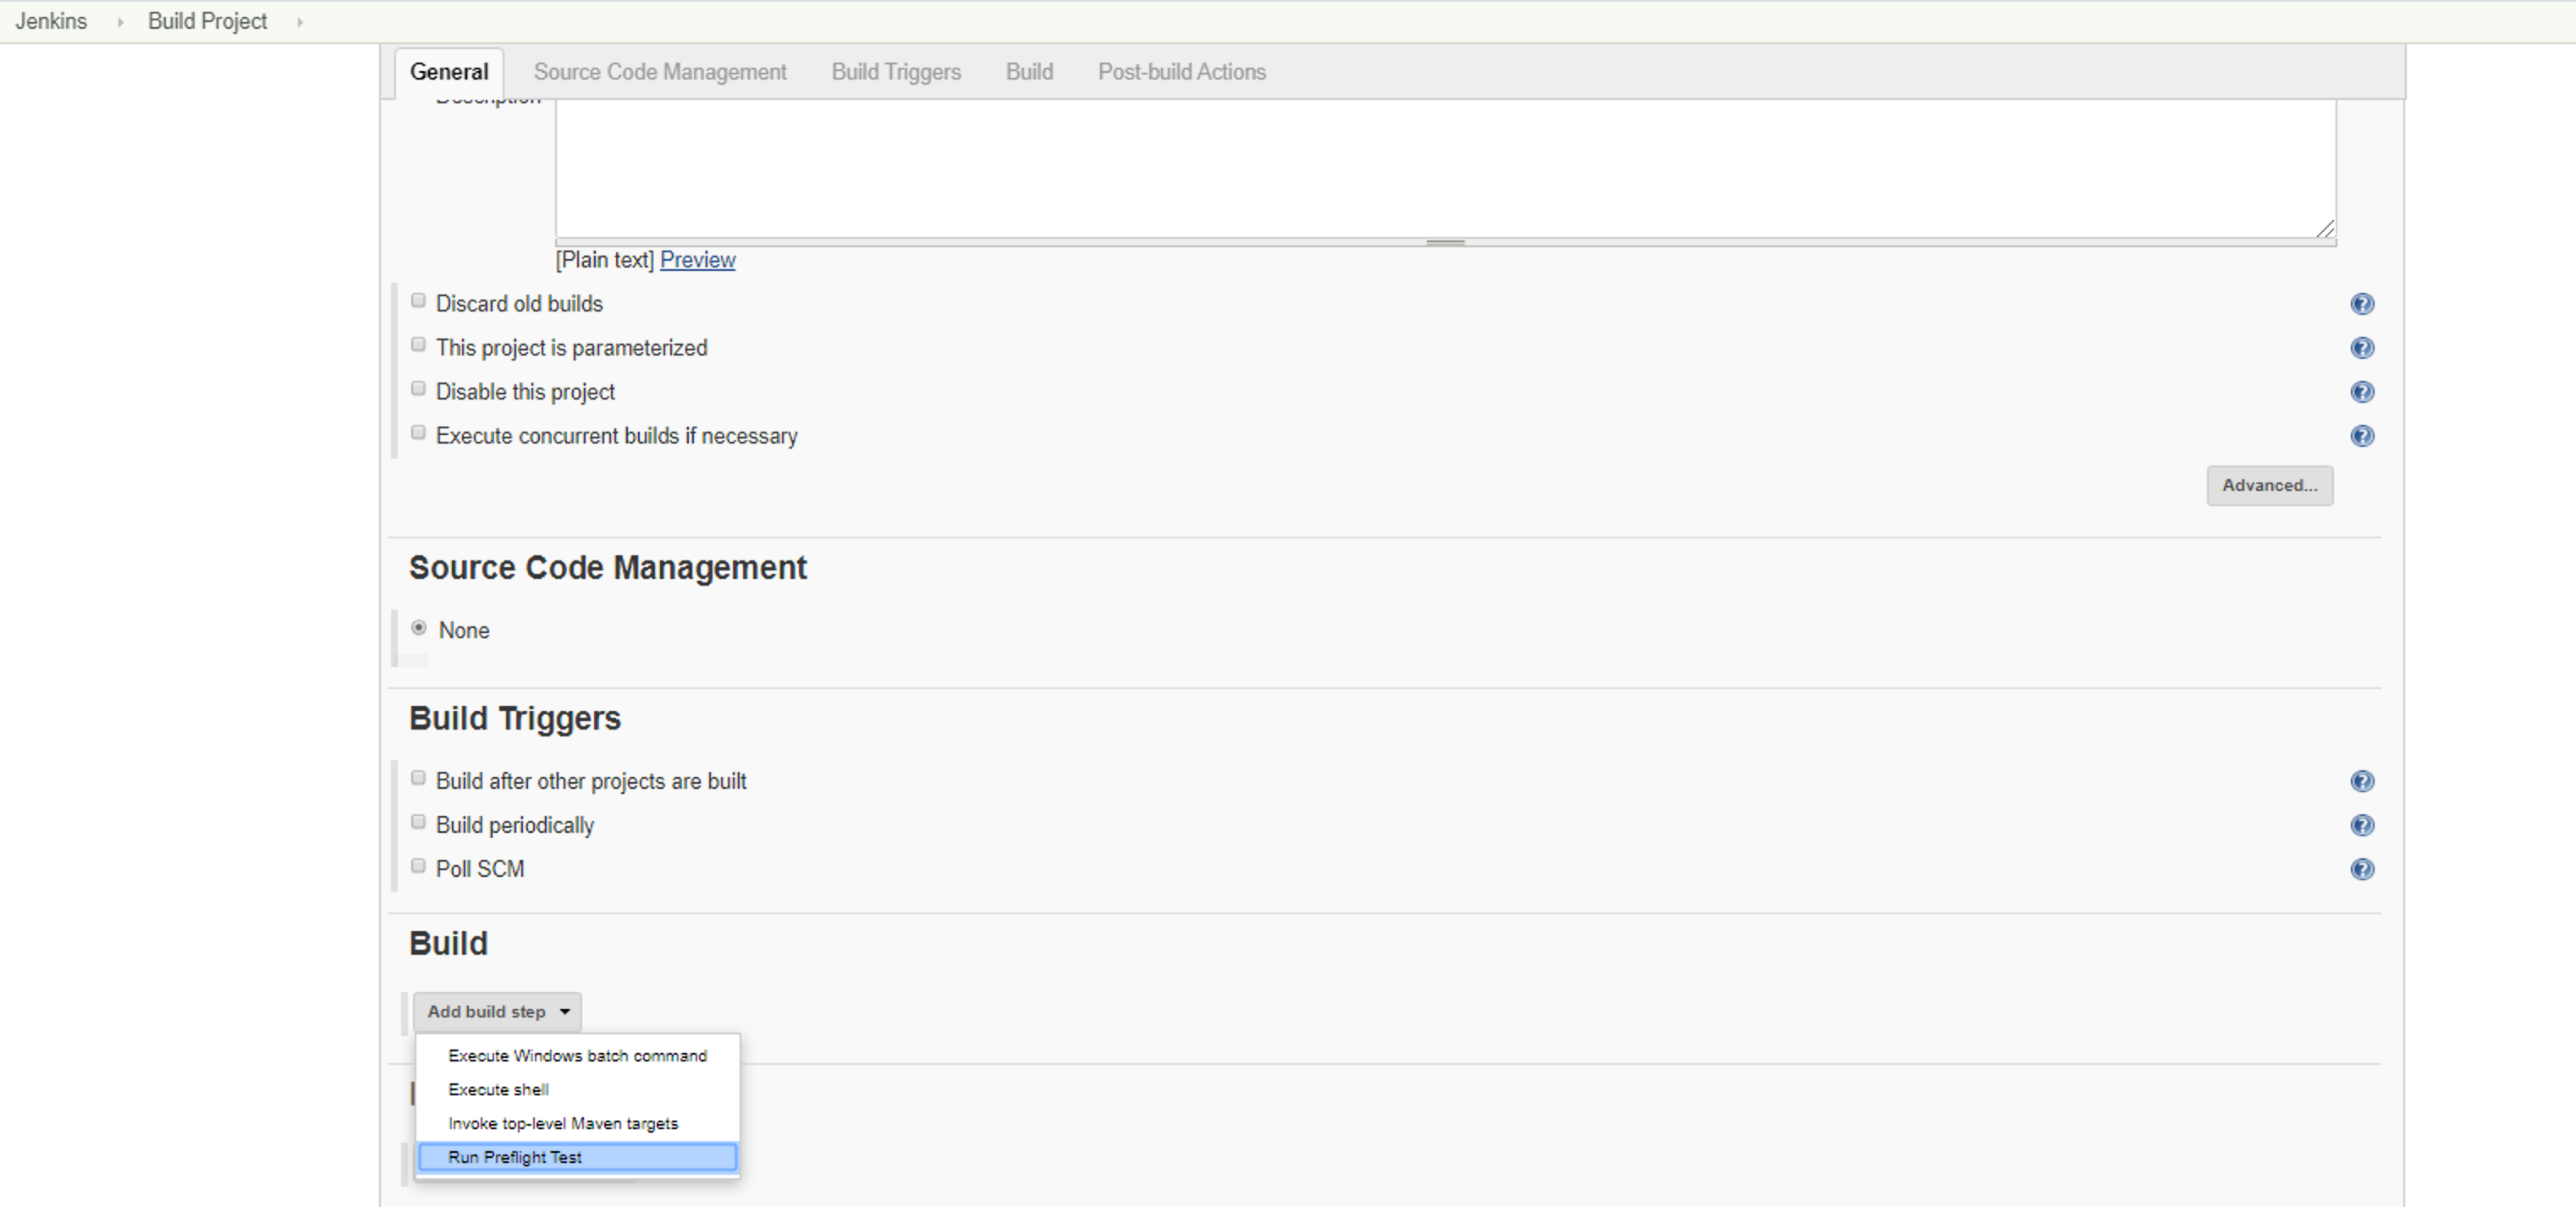 Jenkins Build Project
General Source Code Management Build Triggers Build Post-build Actions
Description
[Plain text] Preview
Discard old builds
This project is parameterized
Disable this project
Execute concurrent builds if necessary
Advanced...
Source Code Management
None
Build Triggers
Build after other projects are built
Build periodically
Poll SCM
Build
Add build step
Execute Windows batch command
Execute shell
Invoke top-level Maven targets
Run Preflight Test